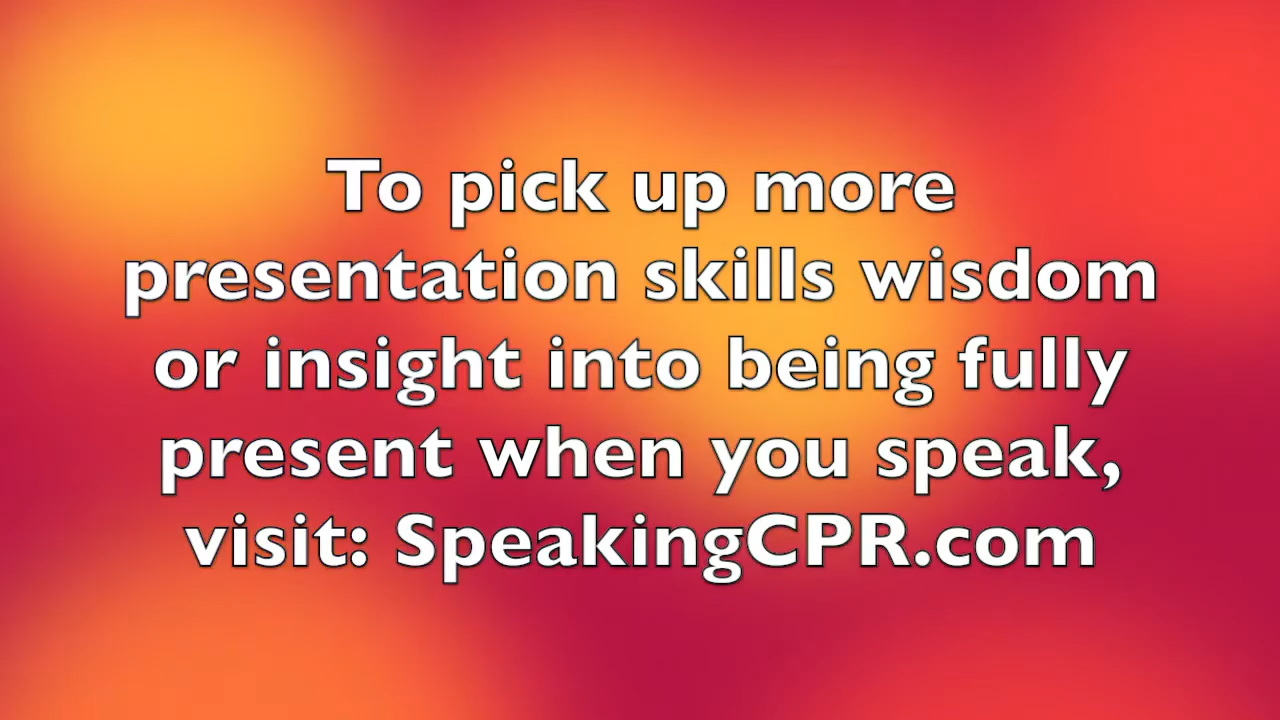 To pick up more
presentation skills wisdom
or insight into being fully
present when you speak,
visit: SpeakingCPR.com